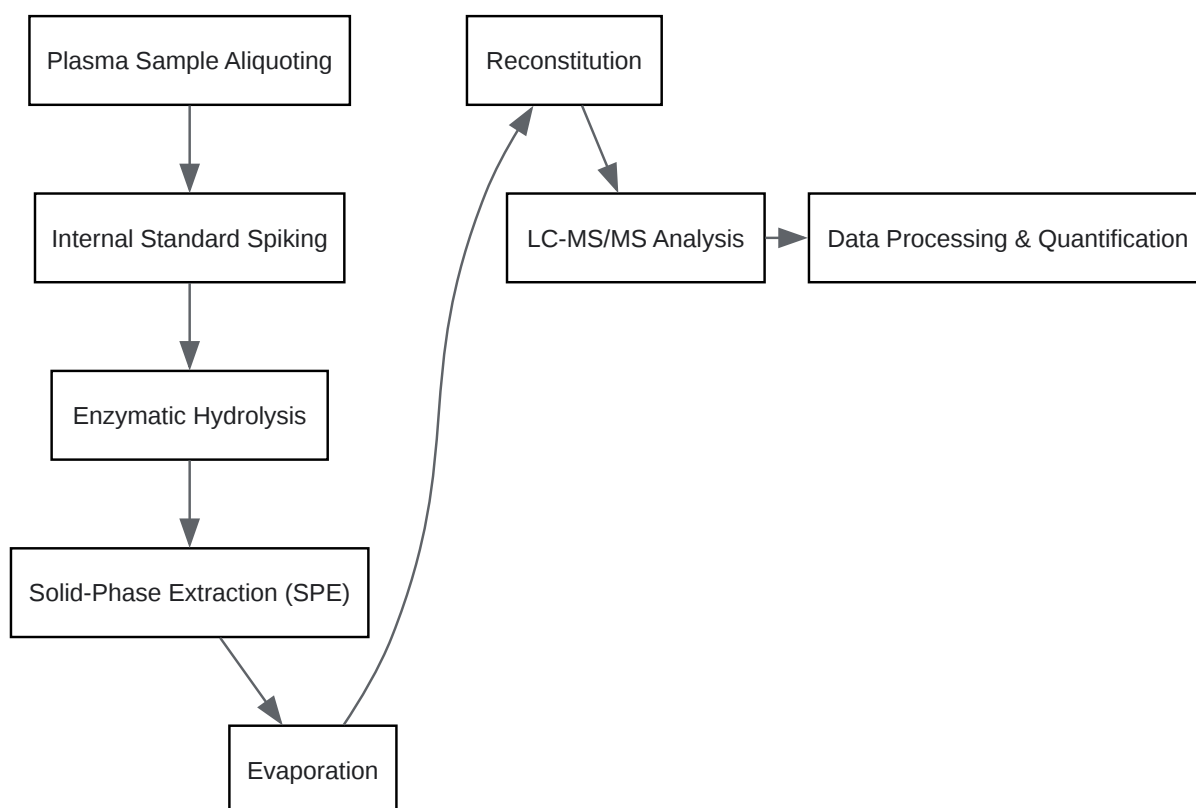 Plasma Sample Aliquoting
Internal Standard Spiking
Enzymatic Hydrolysis
Solid-Phase Extraction (SPE)
Evaporation
Reconstitution
LC-MS/MS Analysis
Data Processing & Quantification